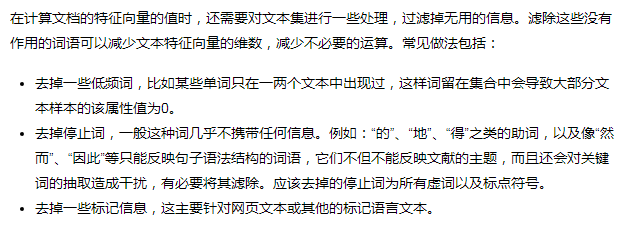 在计算文档的特征向量的值时，还需要对文本集进行一些处理，过滤掉无用的信息。滤除这些没有
作用的词语可以减少文本特征向量的维数，减少不必要的运算。常见做法包括：
• 去掉一些低频词，比如某些单词只在一两个文本中出现过，这样词留在集合中会导致大部分文
本样本的该属性值为0。
• 去掉停止词，一般这种词几乎不携带任何信息。例如：“的”、“地”、“得”之类的助词，以及像“然
而”、“因此”等只能反映句子语法结构的词语，它们不但不能反映文献的主题，而且还会对关键
词的抽取造成干扰，有必要将其滤除。应该去掉的停止词为所有虚词以及标点符号。
• 去掉一些标记信息，这主要针对网页文本或其他的标记语言文本。